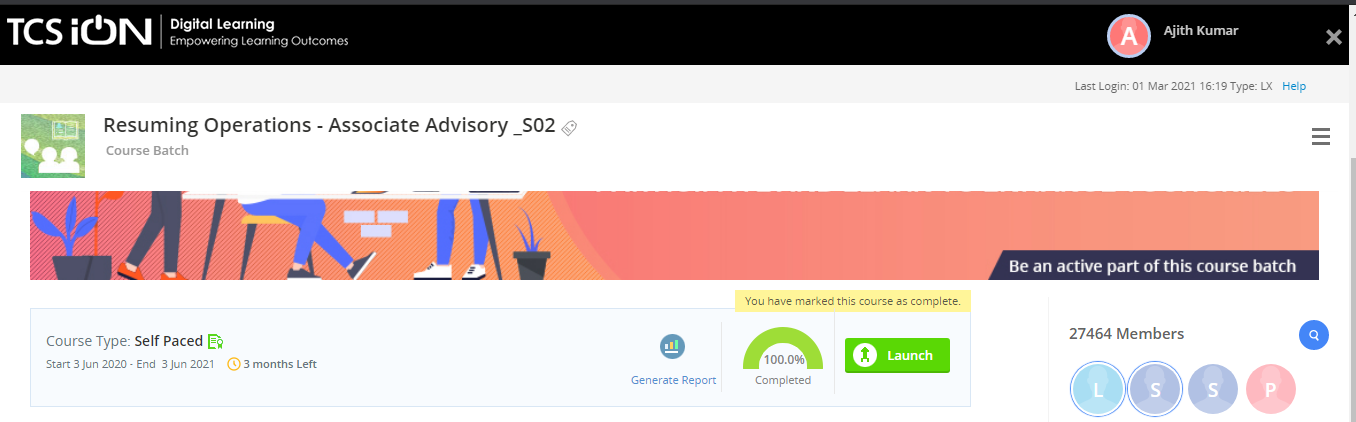 TCS iON Digital Learning
Empowering Learning Outcomes
A Ajith Kumar
Last Login: 01 Mar 2021 16:19 Type: LX Help
Resuming Operations - Associate Advisory _S02
Course Batch
Be an active part of this course batch
You have marked this course as complete.
Course Type: Self Paced
Start 3 Jun 2020 - End 3 Jun 2021 3 months Left
Generate Report
100.0%
Completed
Launch
27464 Members
L S S P